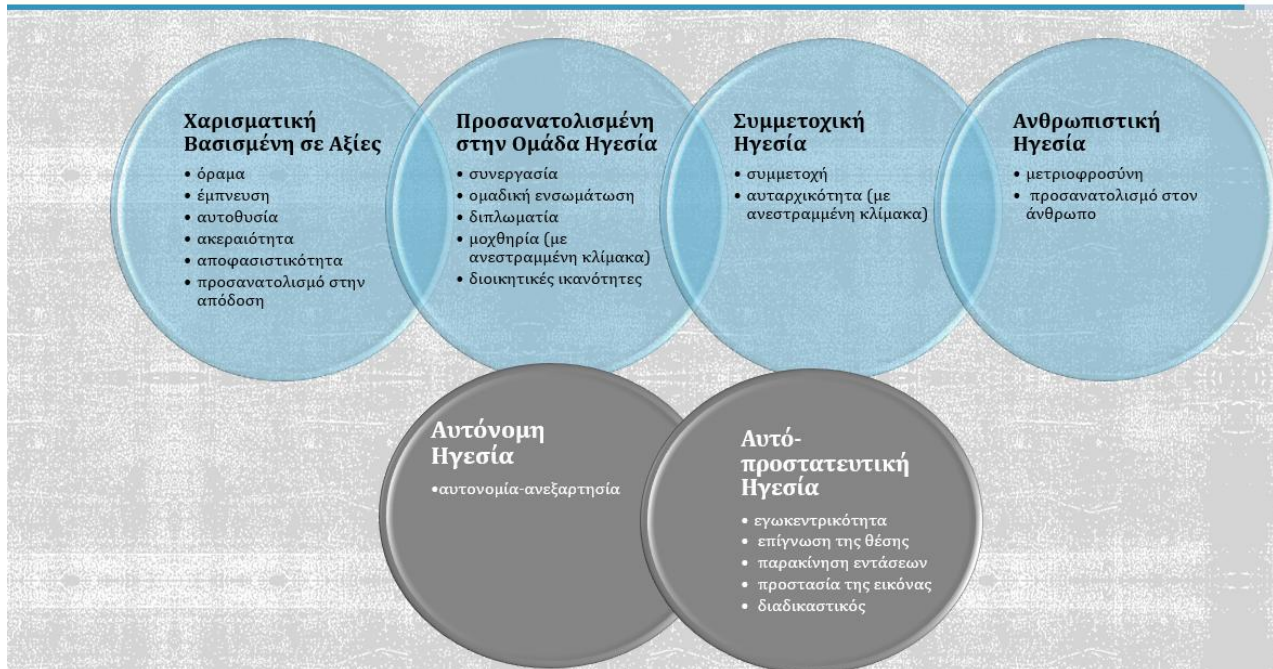 Χαρισματική
Βασισμένη σε Αξίες
• όραμα
• έμπνευση
• αυτοθυσία
• ακεραιότητα
• αποφασιστικότητα
• προσανατολισμό στην
απόδοση
Προσανατολισμένη
στην Ομάδα Ηγεσία
• συνεργασία
• ομαδική ενσωμάτωση
• διπλωματία
• μοχθηρία (με
ανεστραμμένη κλίμακα)
• διοικητικές ικανότητες
Συμμετοχική
Ηγεσία
• συμμετοχή
• αυταρχικότητα (με
ανεστραμμένη κλίμακα)
Ανθρωπιστική
Ηγεσία
• μετριοφροσύνη
• προσανατολισμό στον
άνθρωπο
Αυτόνομη
Ηγεσία
•αυτονομία-ανεξαρτησία
Αυτό-
προστατευτική
Ηγεσία
• εγωκεντρικότητα
• επίγνωση της θέσης
• παρακίνηση εντάσεων
• προστασία της εικόνας
• διαδικαστικός